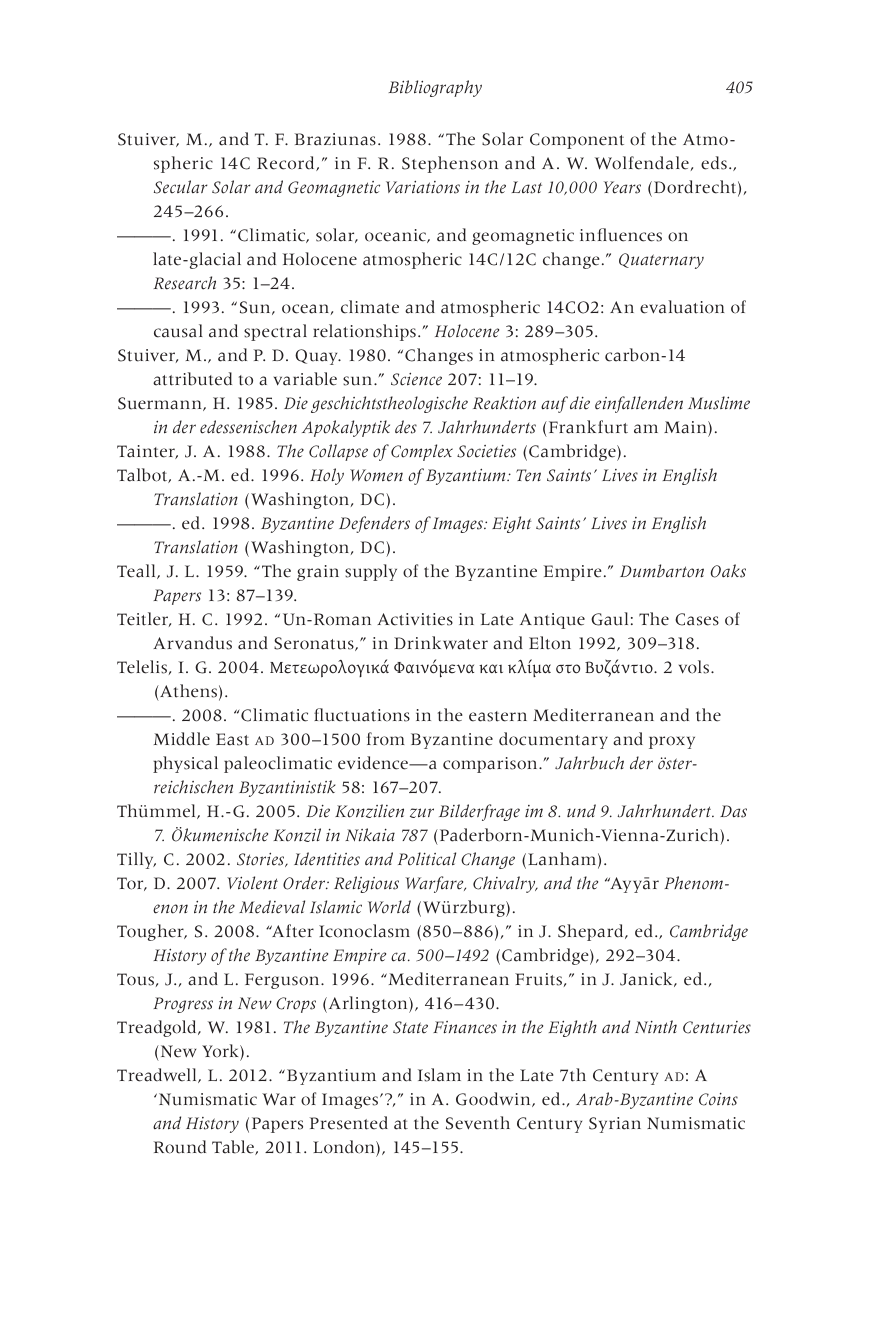 Bibliography 405
Stuiver, M., and T. F. Braziunas. 1988. “The Solar Component of the Atmo-
spheric 14C Record,” in F. R. Stephenson and A. W. Wolfendale, eds.,
Secular Solar and Geomagnetic Variations in the Last 10,000 Years (Dordrecht),
245–266.
———. 1991. “Climatic, solar, oceanic, and geomagnetic influences on
late-glacial and Holocene atmospheric 14C/12C change.” Quaternary
Research 35: 1–24.
———. 1993. “Sun, ocean, climate and atmospheric 14CO2: An evaluation of
causal and spectral relationships.” Holocene 3: 289–305.
Stuiver, M., and P. D. Quay. 1980. “Changes in atmospheric carbon-14
attributed to a variable sun.” Science 207: 11–19.
Suermann, H. 1985. Die geschichtstheologische Reaktion auf die einfallenden Muslime
in der edessenischen Apokalyptik des 7. Jahrhunderts (Frankfurt am Main).
Tainter, J. A. 1988. The Collapse of Complex Societies (Cambridge).
Talbot, A.-M. ed. 1996. Holy Women of Byzantium: Ten Saints’ Lives in English
Translation (Washington, DC).
———. ed. 1998. Byzantine Defenders of Images: Eight Saints’ Lives in English
Translation (Washington, DC).
Teall, J. L. 1959. “The grain supply of the Byzantine Empire.” Dumbarton Oaks
Papers 13: 87–139.
Teitler, H. C. 1992. “Un-Roman Activities in Late Antique Gaul: The Cases of
Arvandus and Seronatus,” in Drinkwater and Elton 1992, 309–318.
Telelis, I. G. 2004. Μετεωρολογικά Φαινόμενα και κλίμα στο Βυζάντιο. 2 vols.
(Athens).
———. 2008. “Climatic fluctuations in the eastern Mediterranean and the
Middle East AD 300–1500 from Byzantine documentary and proxy
physical paleoclimatic evidence—a comparison.” Jahrbuch der öster-
reichischen Byzantinistik 58: 167–207.
Thümmel, H.-G. 2005. Die Konzilien zur Bilderfrage im 8. und 9. Jahrhundert. Das
7. Ökumenische Konzil in Nikaia 787 (Paderborn-Munich-Vienna-Zurich).
Tilly, C. 2002. Stories, Identities and Political Change (Lanham).
Tor, D. 2007. Violent Order: Religious Warfare, Chivalry, and the “Ayyār Phenom-
enon in the Medieval Islamic World (Würzburg).
Tougher, S. 2008. “After Iconoclasm (850–886),” in J. Shepard, ed., Cambridge
History of the Byzantine Empire ca. 500–1492 (Cambridge), 292–304.
Tous, J., and L. Ferguson. 1996. “Mediterranean Fruits,” in J. Janick, ed.,
Progress in New Crops (Arlington), 416–430.
Treadgold, W. 1981. The Byzantine State Finances in the Eighth and Ninth Centuries
(New York).
Treadwell, L. 2012. “Byzantium and Islam in the Late 7th Century AD: A
‘Numismatic War of Images’?,” in A. Goodwin, ed., Arab-Byzantine Coins
and History (Papers Presented at the Seventh Century Syrian Numismatic
Round Table, 2011. London), 145–155.